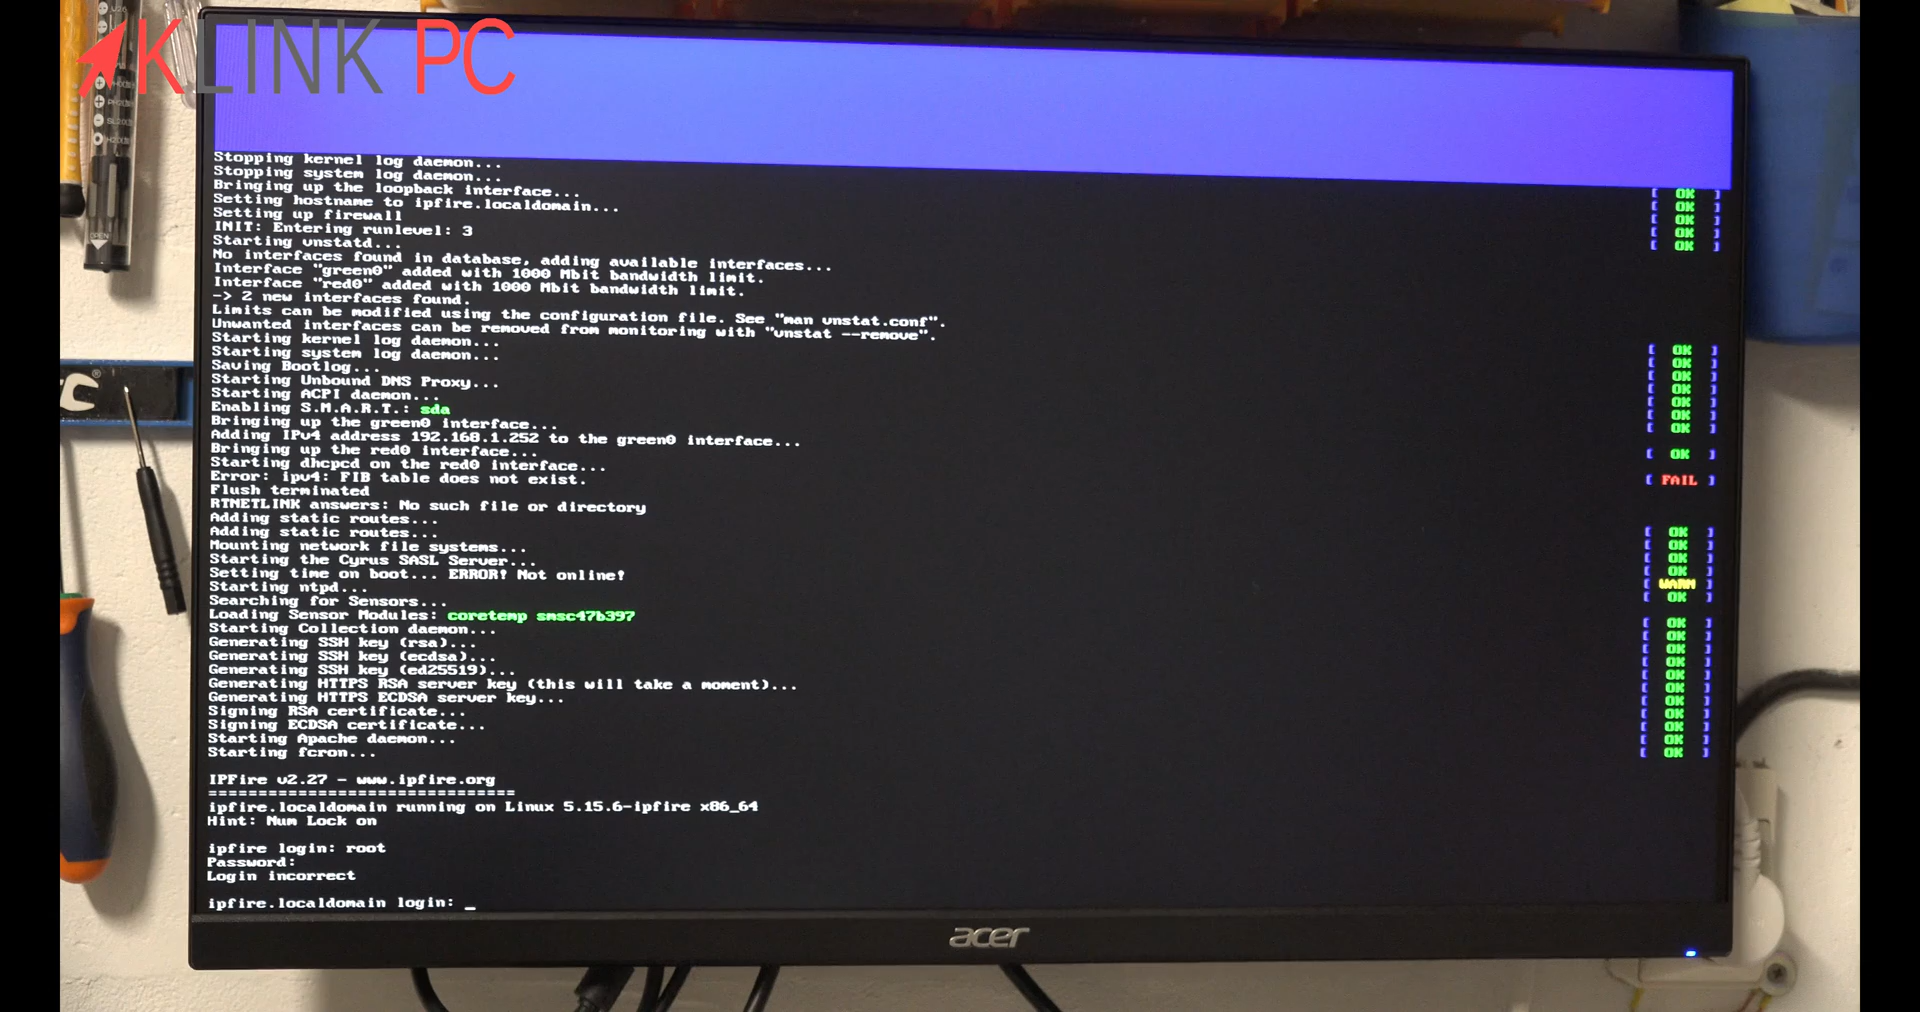 KLINK PC
Stopping kernel log daemon...
Stopping system log daemon...
Bringing up the loopback interface... [ OK ]
Setting hostname to ipfire.localdomain... [ OK ]
Setting up firewall [ OK ]
INIT: Entering runlevel: 3 [ OK ]
Starting vnstatd... [ OK ]
No interfaces found in database, adding available interfaces...
Interface "green0" added with 1000 Mbit bandwidth limit.
Interface "red0" added with 1000 Mbit bandwidth limit.
-> 2 new interfaces found.
Limits can be modified using the configuration file. See "man vnstat.conf".
Unwanted interfaces can be removed from monitoring with "vnstat --remove".
Starting kernel log daemon... [ OK ]
Starting system log daemon... [ OK ]
Saving Bootlog... [ OK ]
Starting Unbound DNS Proxy... [ OK ]
Starting ACPI daemon... [ OK ]
Enabling S.M.A.R.T.: sda [ OK ]
Bringing up the green0 interface... [ OK ]
Adding IPv4 address 192.168.1.252 to the green0 interface...
Bringing up the red0 interface... [ OK ]
Starting dhcpcd on the red0 interface...
Error: ipv4: FIB table does not exist. [ FAIL ]
Flush terminated
RTNETLINK answers: No such file or directory
Adding static routes...
Adding static routes... [ OK ]
Mounting network file systems... [ OK ]
Starting the Cyrus SASL Server... [ OK ]
Setting time on boot... ERROR! Not online! [ OK ]
Starting ntpd... [ WARN ]
Searching for Sensors... [ OK ]
Loading Sensor Modules: coretemp smsc47b397
Starting Collection daemon... [ OK ]
Generating SSH key (rsa)... [ OK ]
Generating SSH key (ecdsa)... [ OK ]
Generating SSH key (ed25519)... [ OK ]
Generating HTTPS RSA server key (this will take a moment)... [ OK ]
Generating HTTPS ECDSA server key... [ OK ]
Signing RSA certificate... [ OK ]
Signing ECDSA certificate... [ OK ]
Starting Apache daemon... [ OK ]
Starting fcron... [ OK ]
IPFire v2.27 - www.ipfire.org
===============================
ipfire.localdomain running on Linux 5.15.6-ipfire x86_64
Hint: Num Lock on
ipfire login: root
Password:
Login incorrect
ipfire.localdomain login: _
acer
OPEN